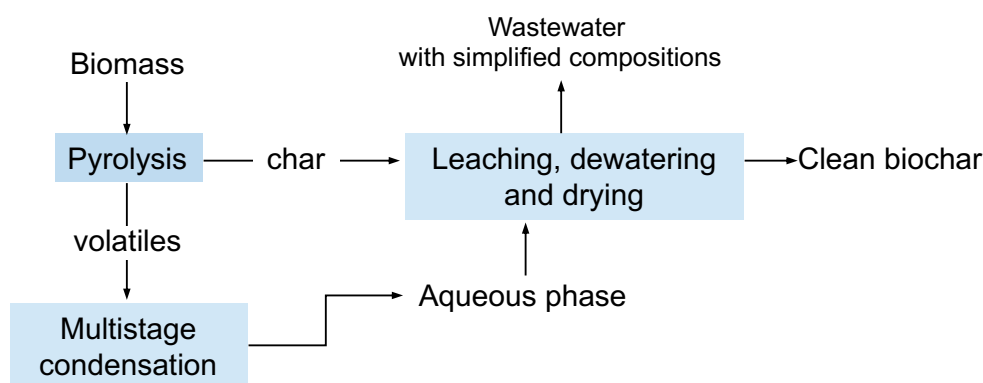 Wastewater
with simplified compositions
Biomass
Pyrolysis
char
Leaching, dewatering
and drying
Clean biochar
volatiles
Aqueous phase
Multistage
condensation